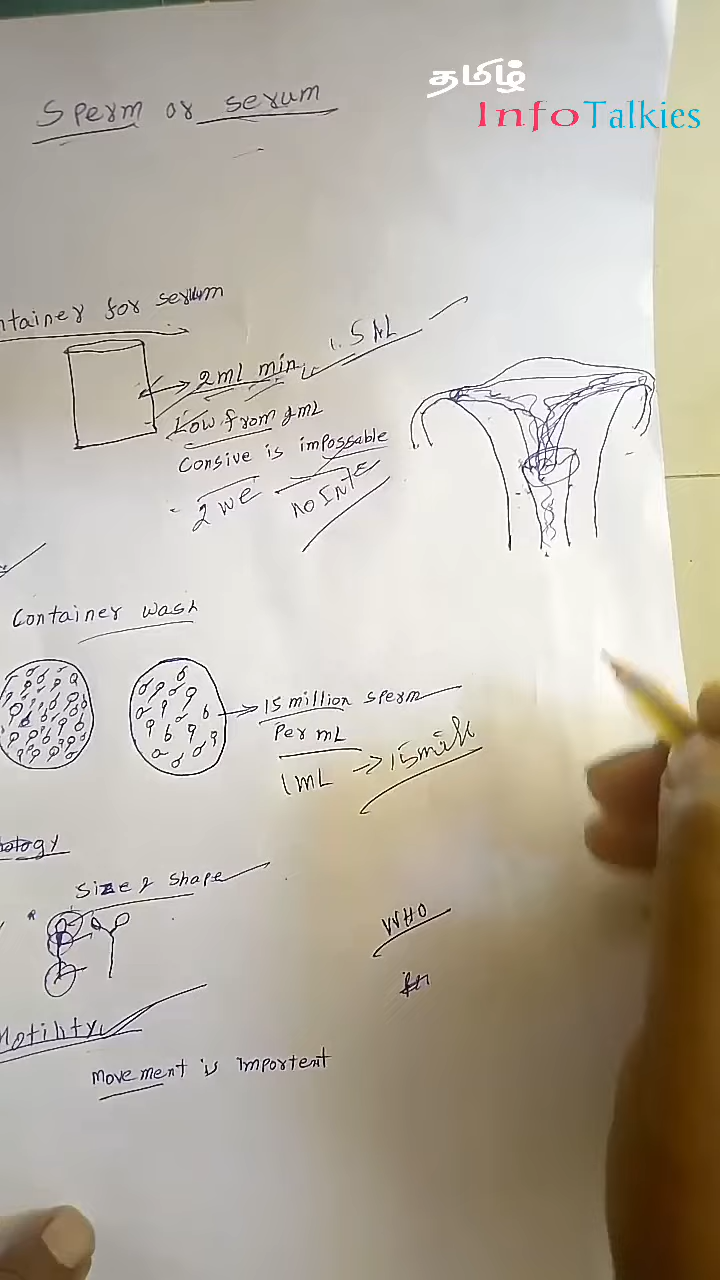 தமிழ்
InfoTalkies
Sperm or serum
ntainer for serum
2mL min
1.5 ML
Low from 2mL
Consive is impossable
2 we
no INTE
Container wash
15 million sperm
Per mL
1mL → 15mill
hology
Size & shape
WHO
Motility
Movement is importent